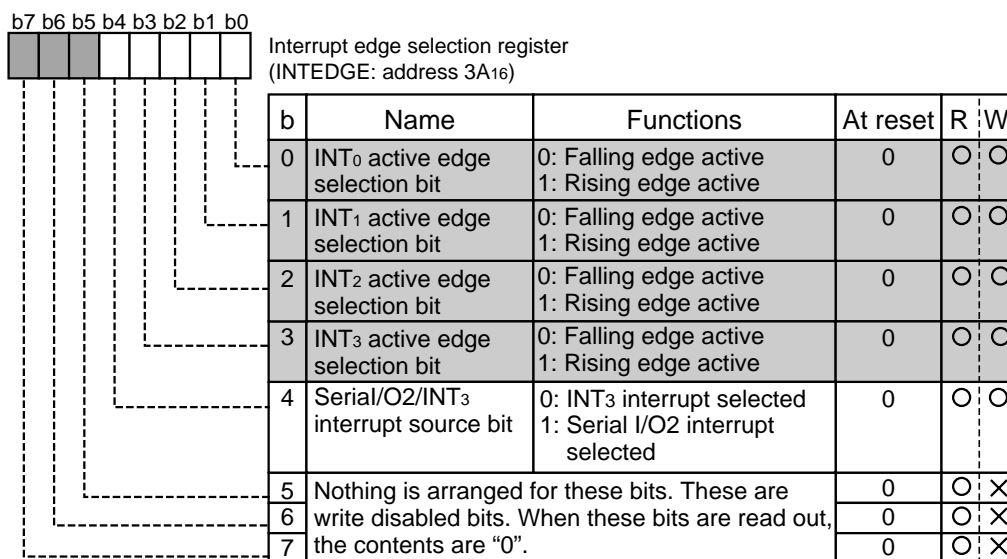 b7 b6 b5 b4 b3 b2 b1 b0
Interrupt edge selection register
(INTEDGE: address 3A16)
b Name Functions At reset R W
0 INT0 active edge selection bit 0: Falling edge active 1: Rising edge active 0 O O
1 INT1 active edge selection bit 0: Falling edge active 1: Rising edge active 0 O O
2 INT2 active edge selection bit 0: Falling edge active 1: Rising edge active 0 O O
3 INT3 active edge selection bit 0: Falling edge active 1: Rising edge active 0 O O
4 Serial/O2/INT3 interrupt source bit 0: INT3 interrupt selected 1: Serial I/O2 interrupt selected 0 O O
5 Nothing is arranged for these bits. These are 0 O ×
6 write disabled bits. When these bits are read out, 0 O ×
7 the contents are “0”. 0 O ×